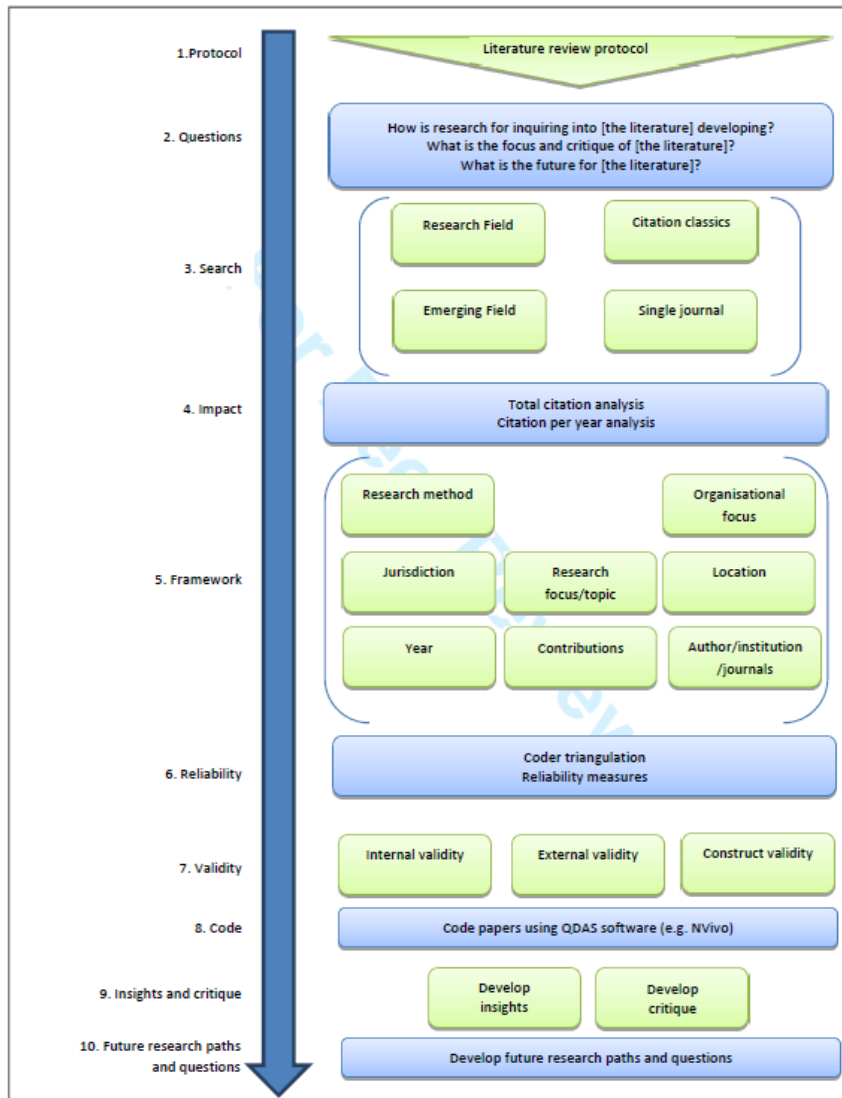 1.Protocol
Literature review protocol
2. Questions
How is research for inquiring into [the literature] developing?
What is the focus and critique of [the literature]?
What is the future for [the literature]?
3. Search
Research Field
Citation classics
Emerging Field
Single journal
4. Impact
Total citation analysis
Citation per year analysis
5. Framework
Research method
Organisational
focus
Jurisdiction
Research
focus/topic
Location
Year
Contributions
Author/institution
/journals
6. Reliability
Coder triangulation
Reliability measures
7. Validity
Internal validity
External validity
Construct validity
8. Code
Code papers using QDAS software (e.g. NVivo)
9. Insights and critique
Develop
insights
Develop
critique
10. Future research paths
and questions
Develop future research paths and questions